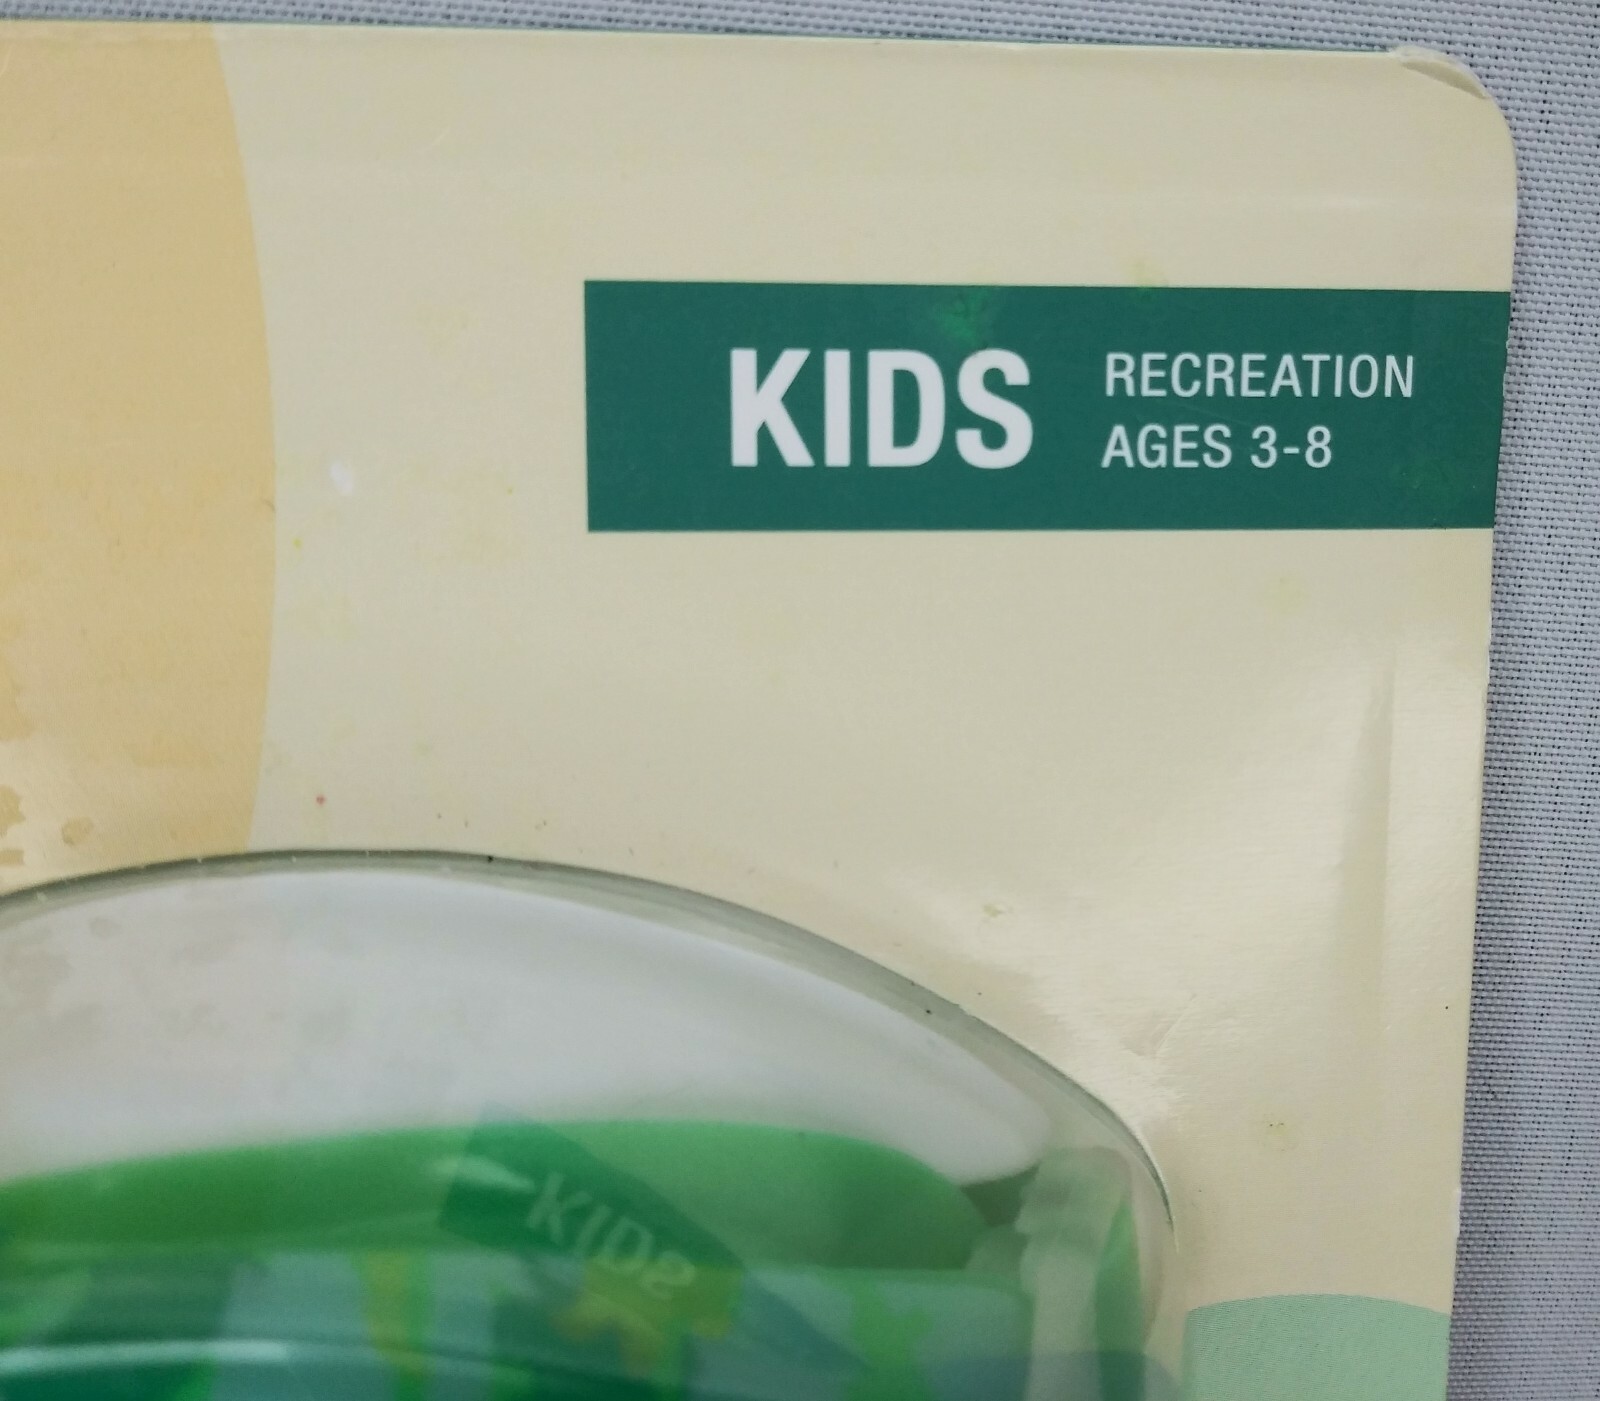 KIDS
RECREATION
AGES 3-8
KIDS